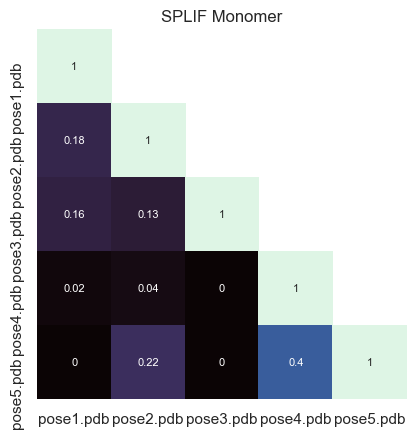 SPLIF Monomer
pose1.pdb
1
pose2.pdb
0.18 1
pose3.pdb
0.16 0.13 1
pose4.pdb
0.02 0.04 0 1
pose5.pdb
0 0.22 0 0.4 1
pose1.pdb pose2.pdb pose3.pdb pose4.pdb pose5.pdb